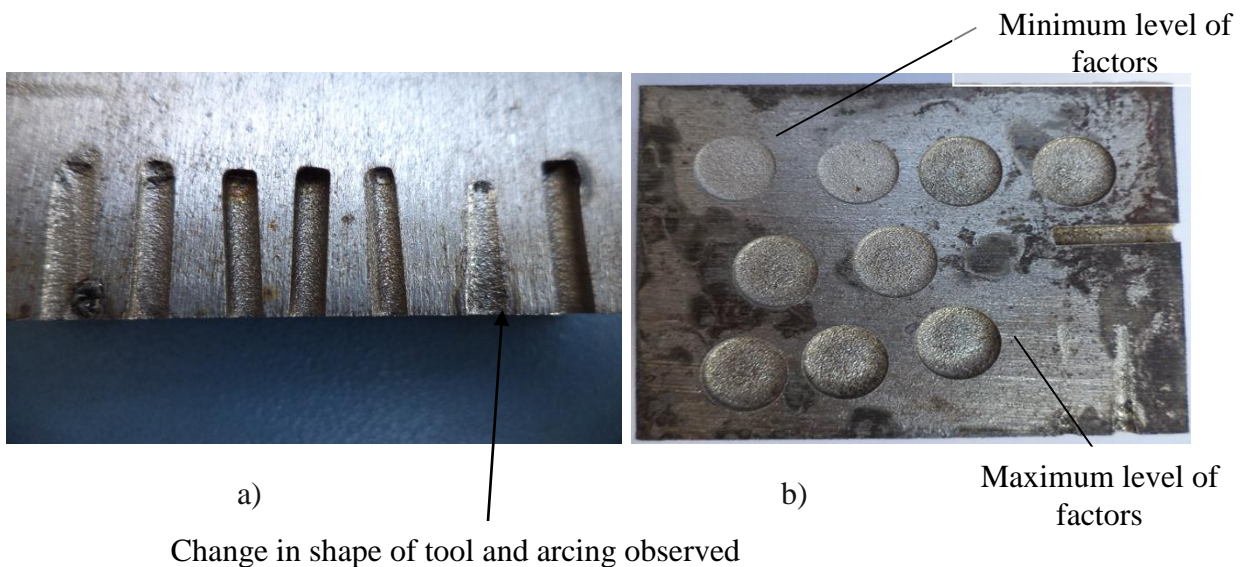 Minimum level of
factors
a)
b)
Maximum level of
factors
Change in shape of tool and arcing observed